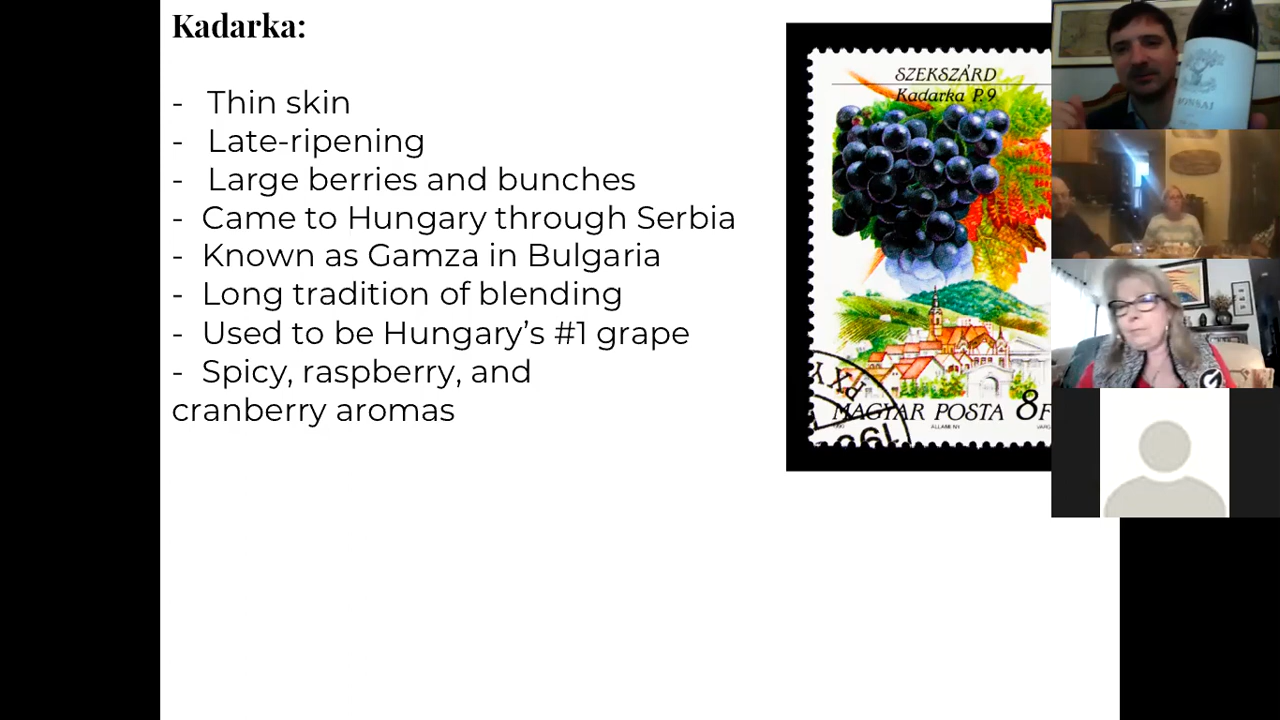 Kadarka:
- Thin skin
- Late-ripening
- Large berries and bunches
- Came to Hungary through Serbia
- Known as Gamza in Bulgaria
- Long tradition of blending
- Used to be Hungary’s #1 grape
- Spicy, raspberry, and
cranberry aromas
SZEKSZÁRD
Kadarka P.9
MAGYAR POSTA 8F
BONSAI